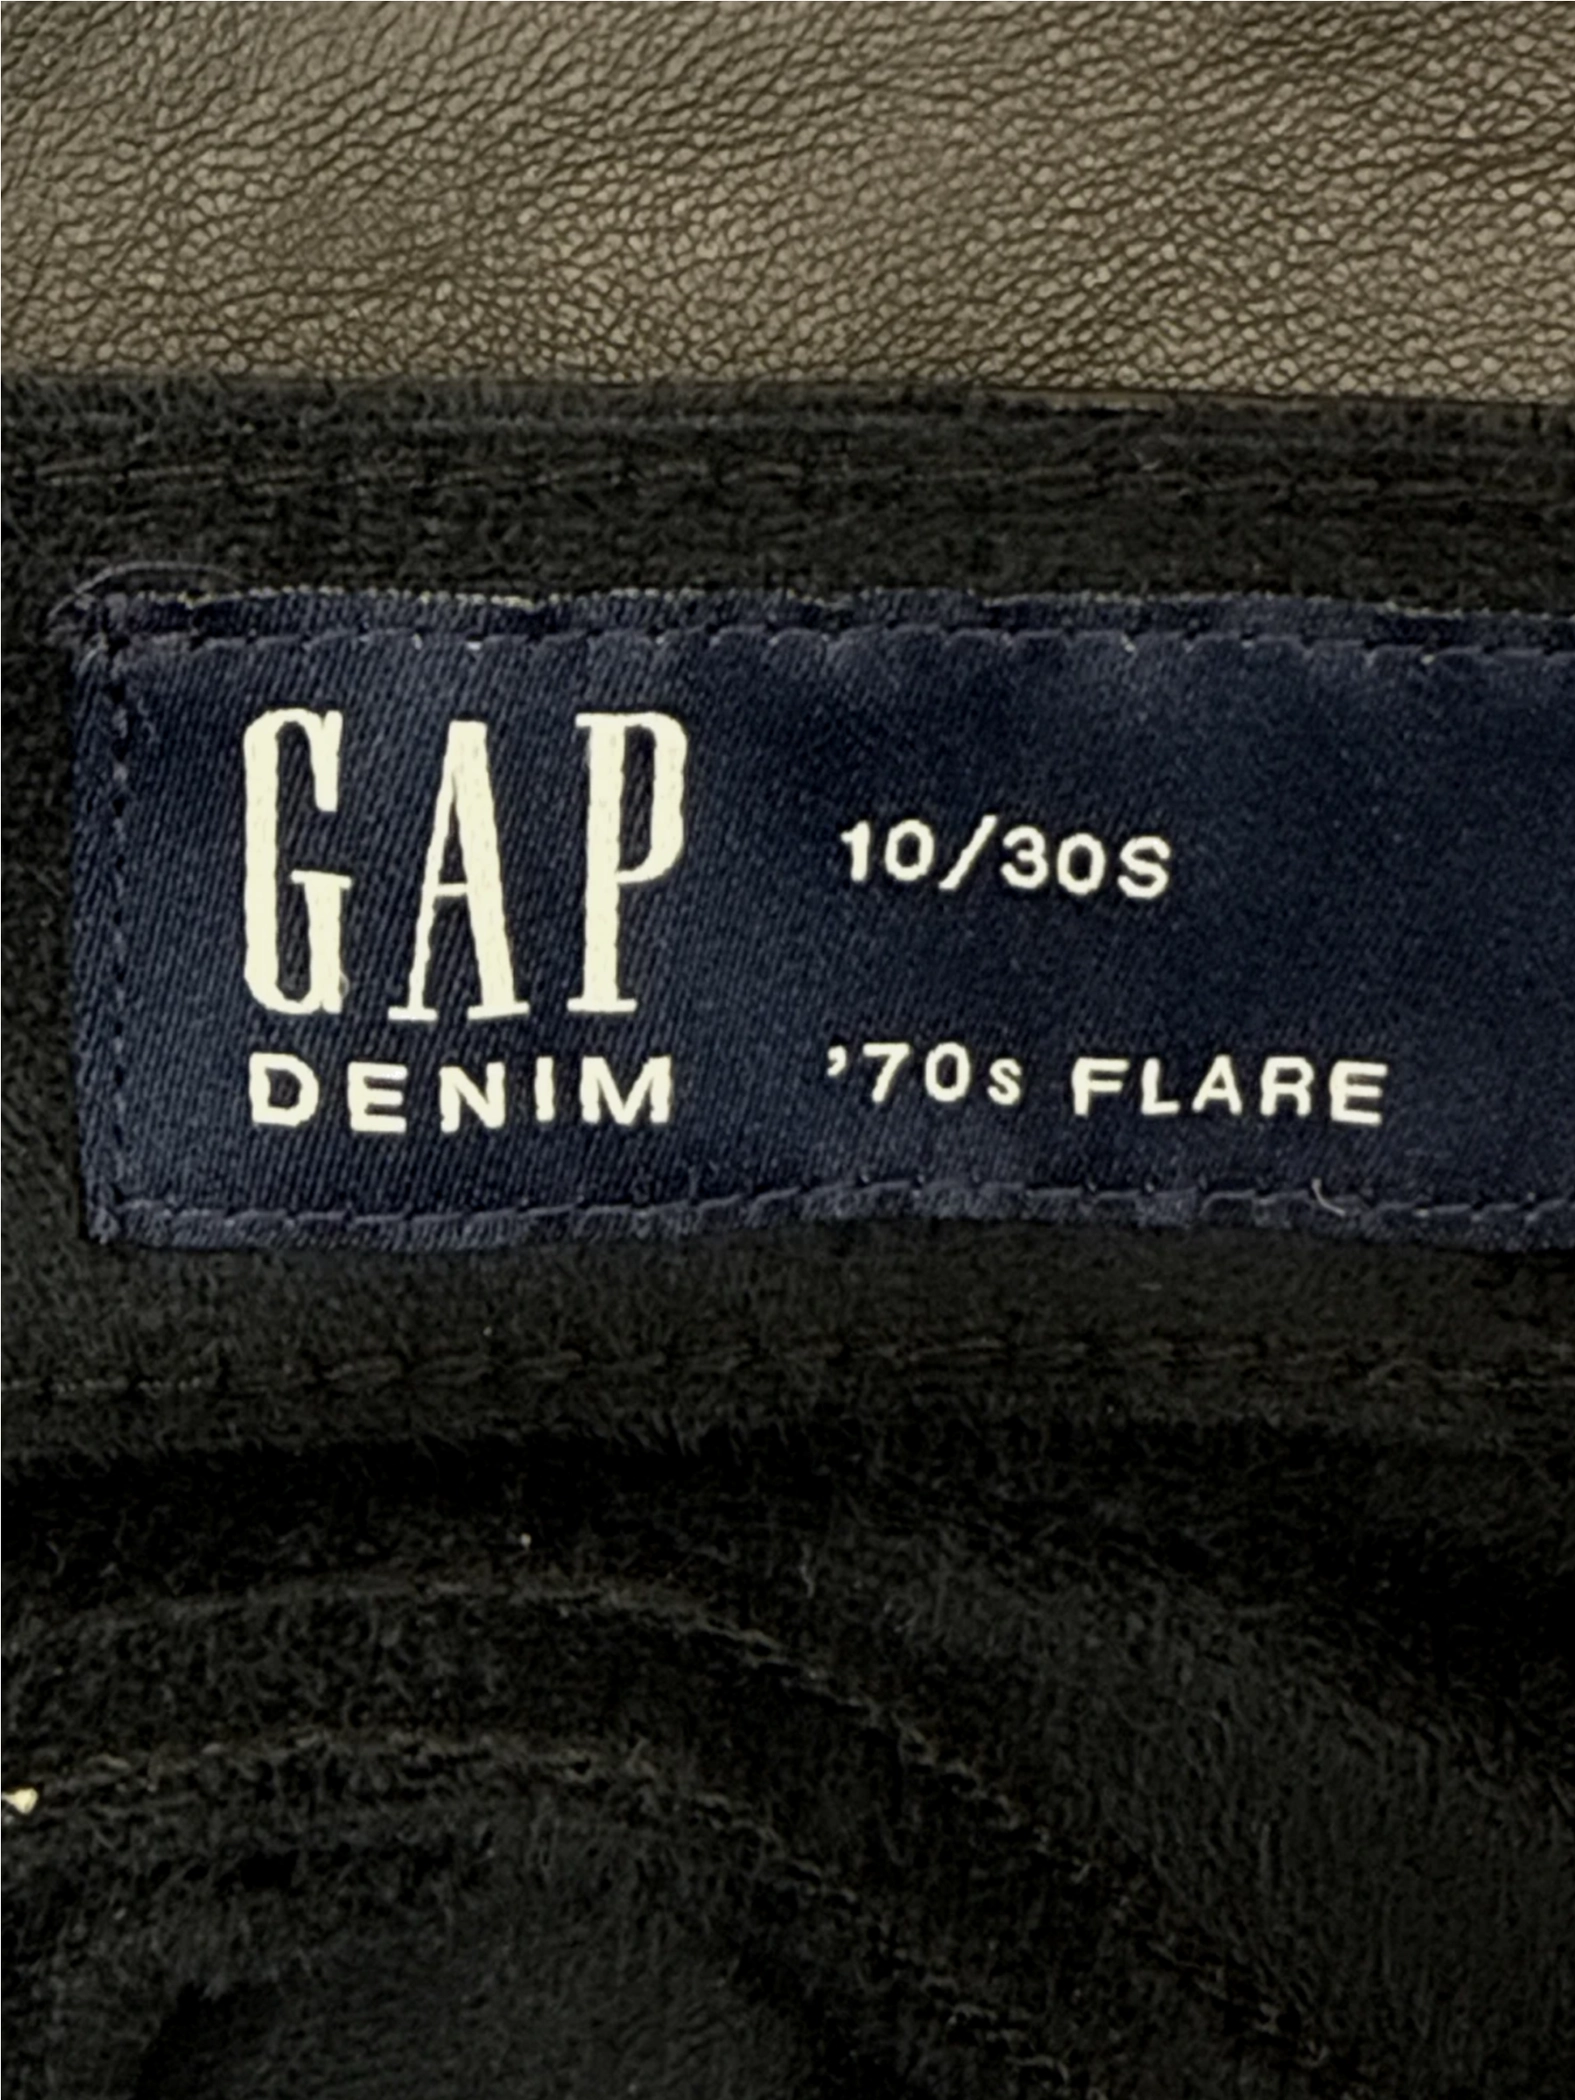 GAP
DENIM
10/30S
’70s FLARE